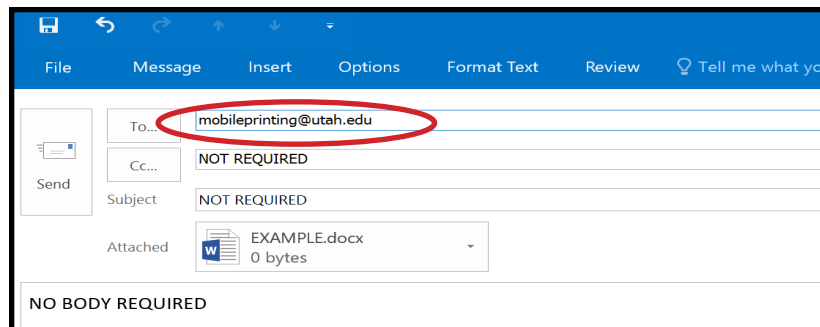 File Message Insert Options Format Text Review Tell me what yo
To... mobileprinting@utah.edu
Cc... NOT REQUIRED
Send
Subject NOT REQUIRED
Attached EXAMPLE.docx
0 bytes
NO BODY REQUIRED